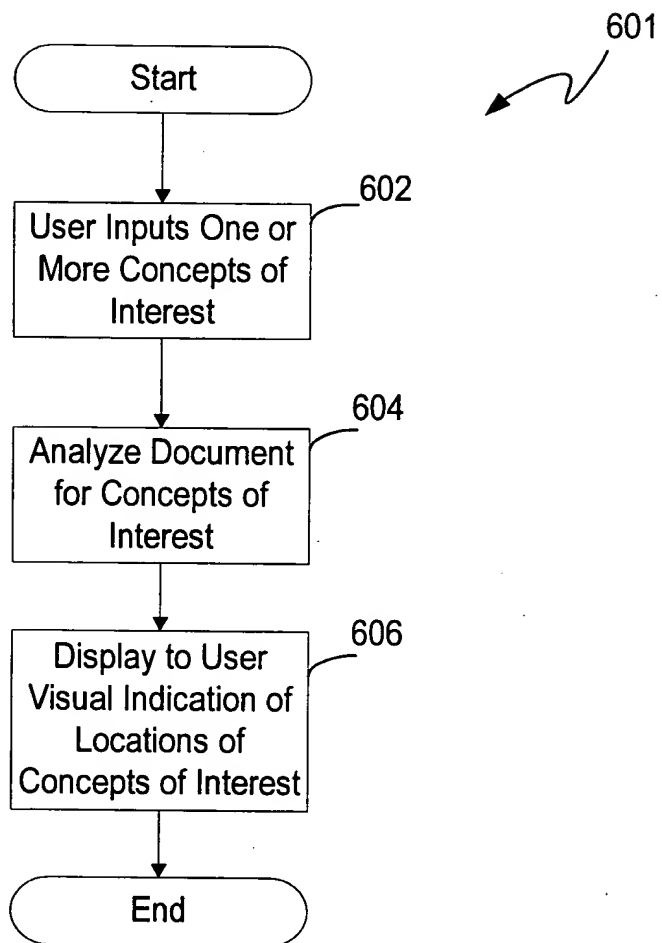 601
Start
602
User Inputs One or
More Concepts of
Interest
604
Analyze Document
for Concepts of
Interest
606
Display to User
Visual Indication of
Locations of
Concepts of Interest
End